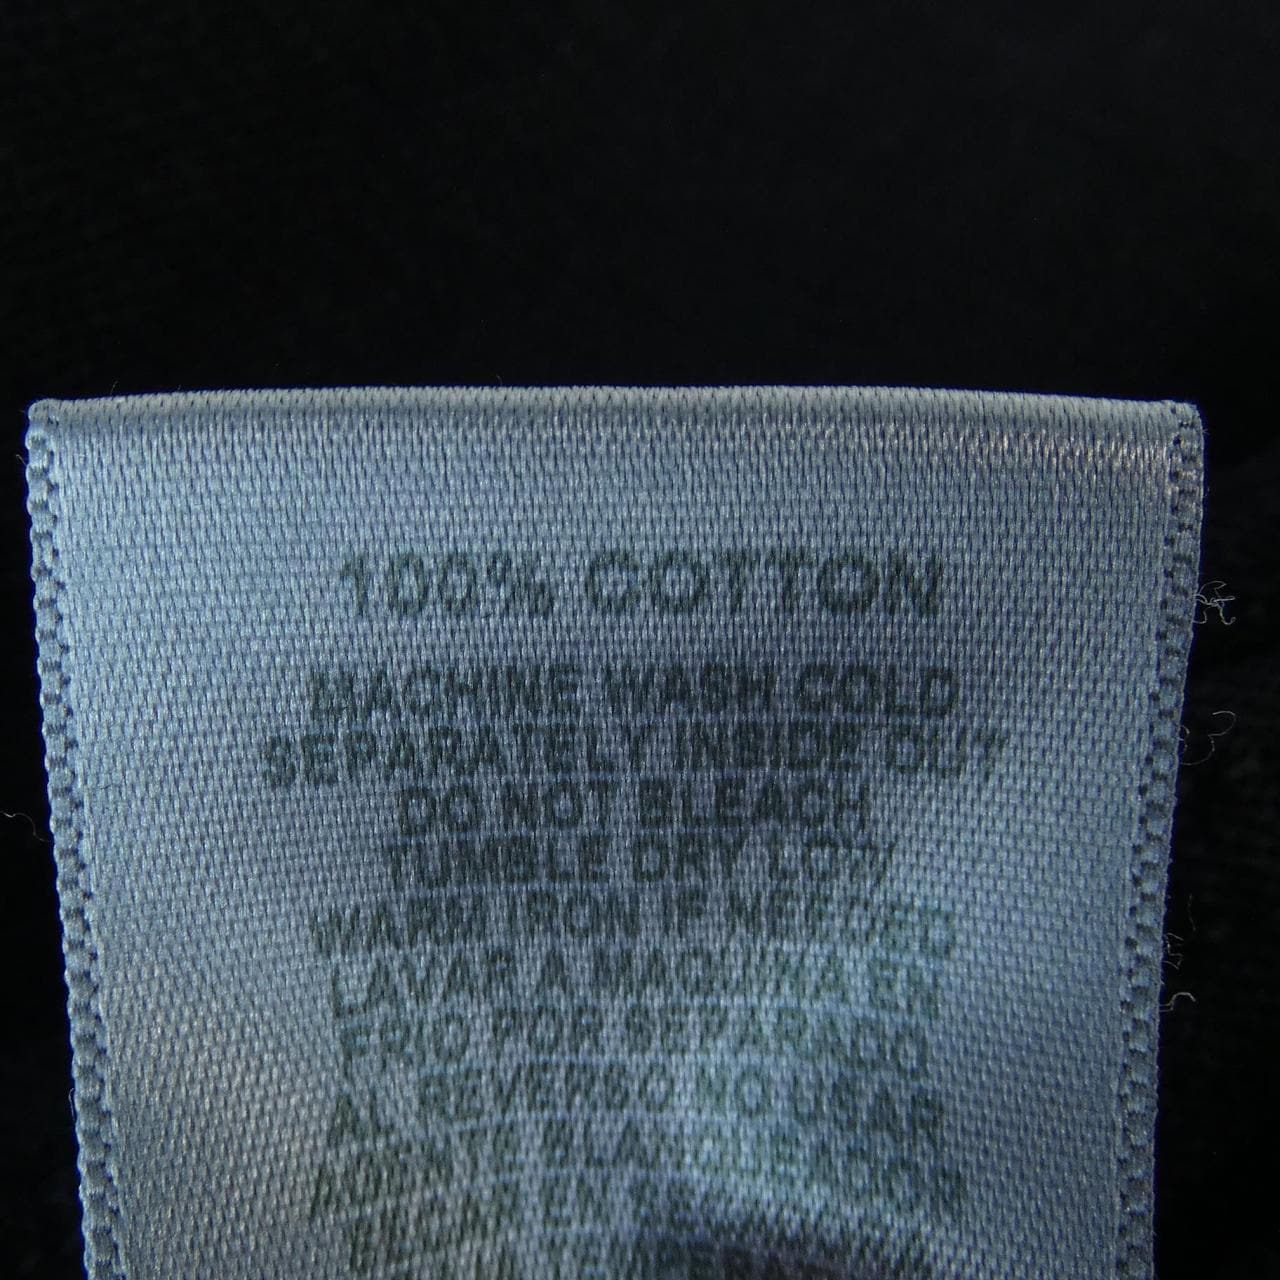 100% COTTON
MACHINE WASH COLD
SEPARATELY INSIDE OUT
DO NOT BLEACH
TUMBLE DRY LOW
WARM IRON IF NEEDED
LAVAR A MAQUINA EN
FRIO POR SEPARADO
AL REVERSO NO USAR